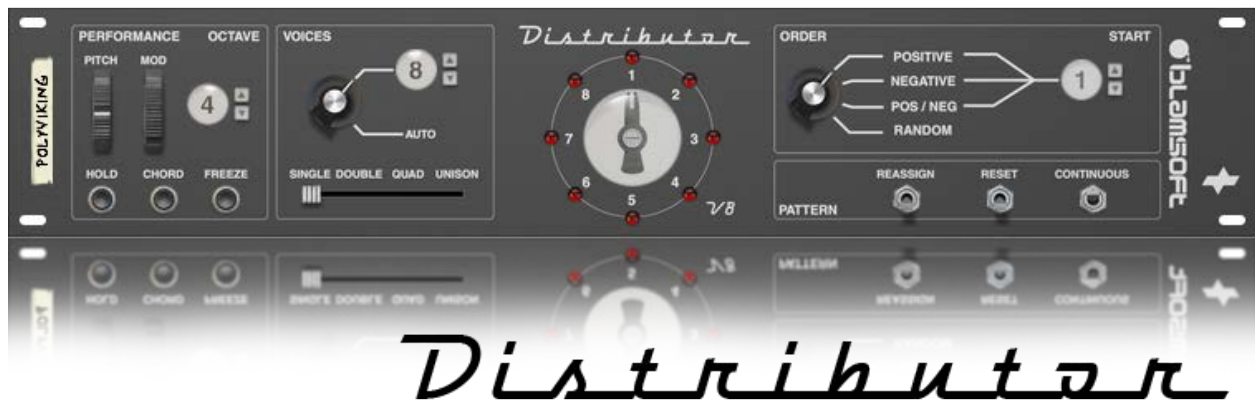 POLYVIKING
PERFORMANCE OCTAVE
PITCH MOD
4
HOLD CHORD FREEZE
VOICES
8
AUTO
SINGLE DOUBLE QUAD UNISON
Distributor
1
2
3
4
5
6
7
8
V8
ORDER START
POSITIVE
NEGATIVE
POS / NEG
RANDOM
1
REASSIGN RESET CONTINUOUS
PATTERN
blamsoft
Distributor